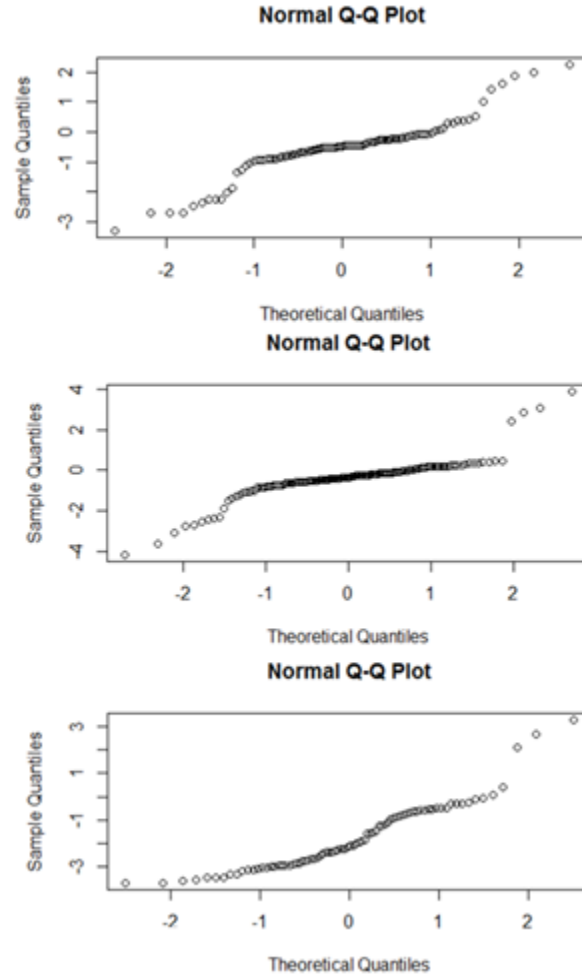 Normal Q-Q Plot
Sample Quantiles
2
1
0
-1
-3
-2 -1 0 1 2
Theoretical Quantiles
Normal Q-Q Plot
Sample Quantiles
4
2
0
-2
-4
-2 -1 0 1 2
Theoretical Quantiles
Normal Q-Q Plot
Sample Quantiles
3
1
-1
-3
-2 -1 0 1 2
Theoretical Quantiles